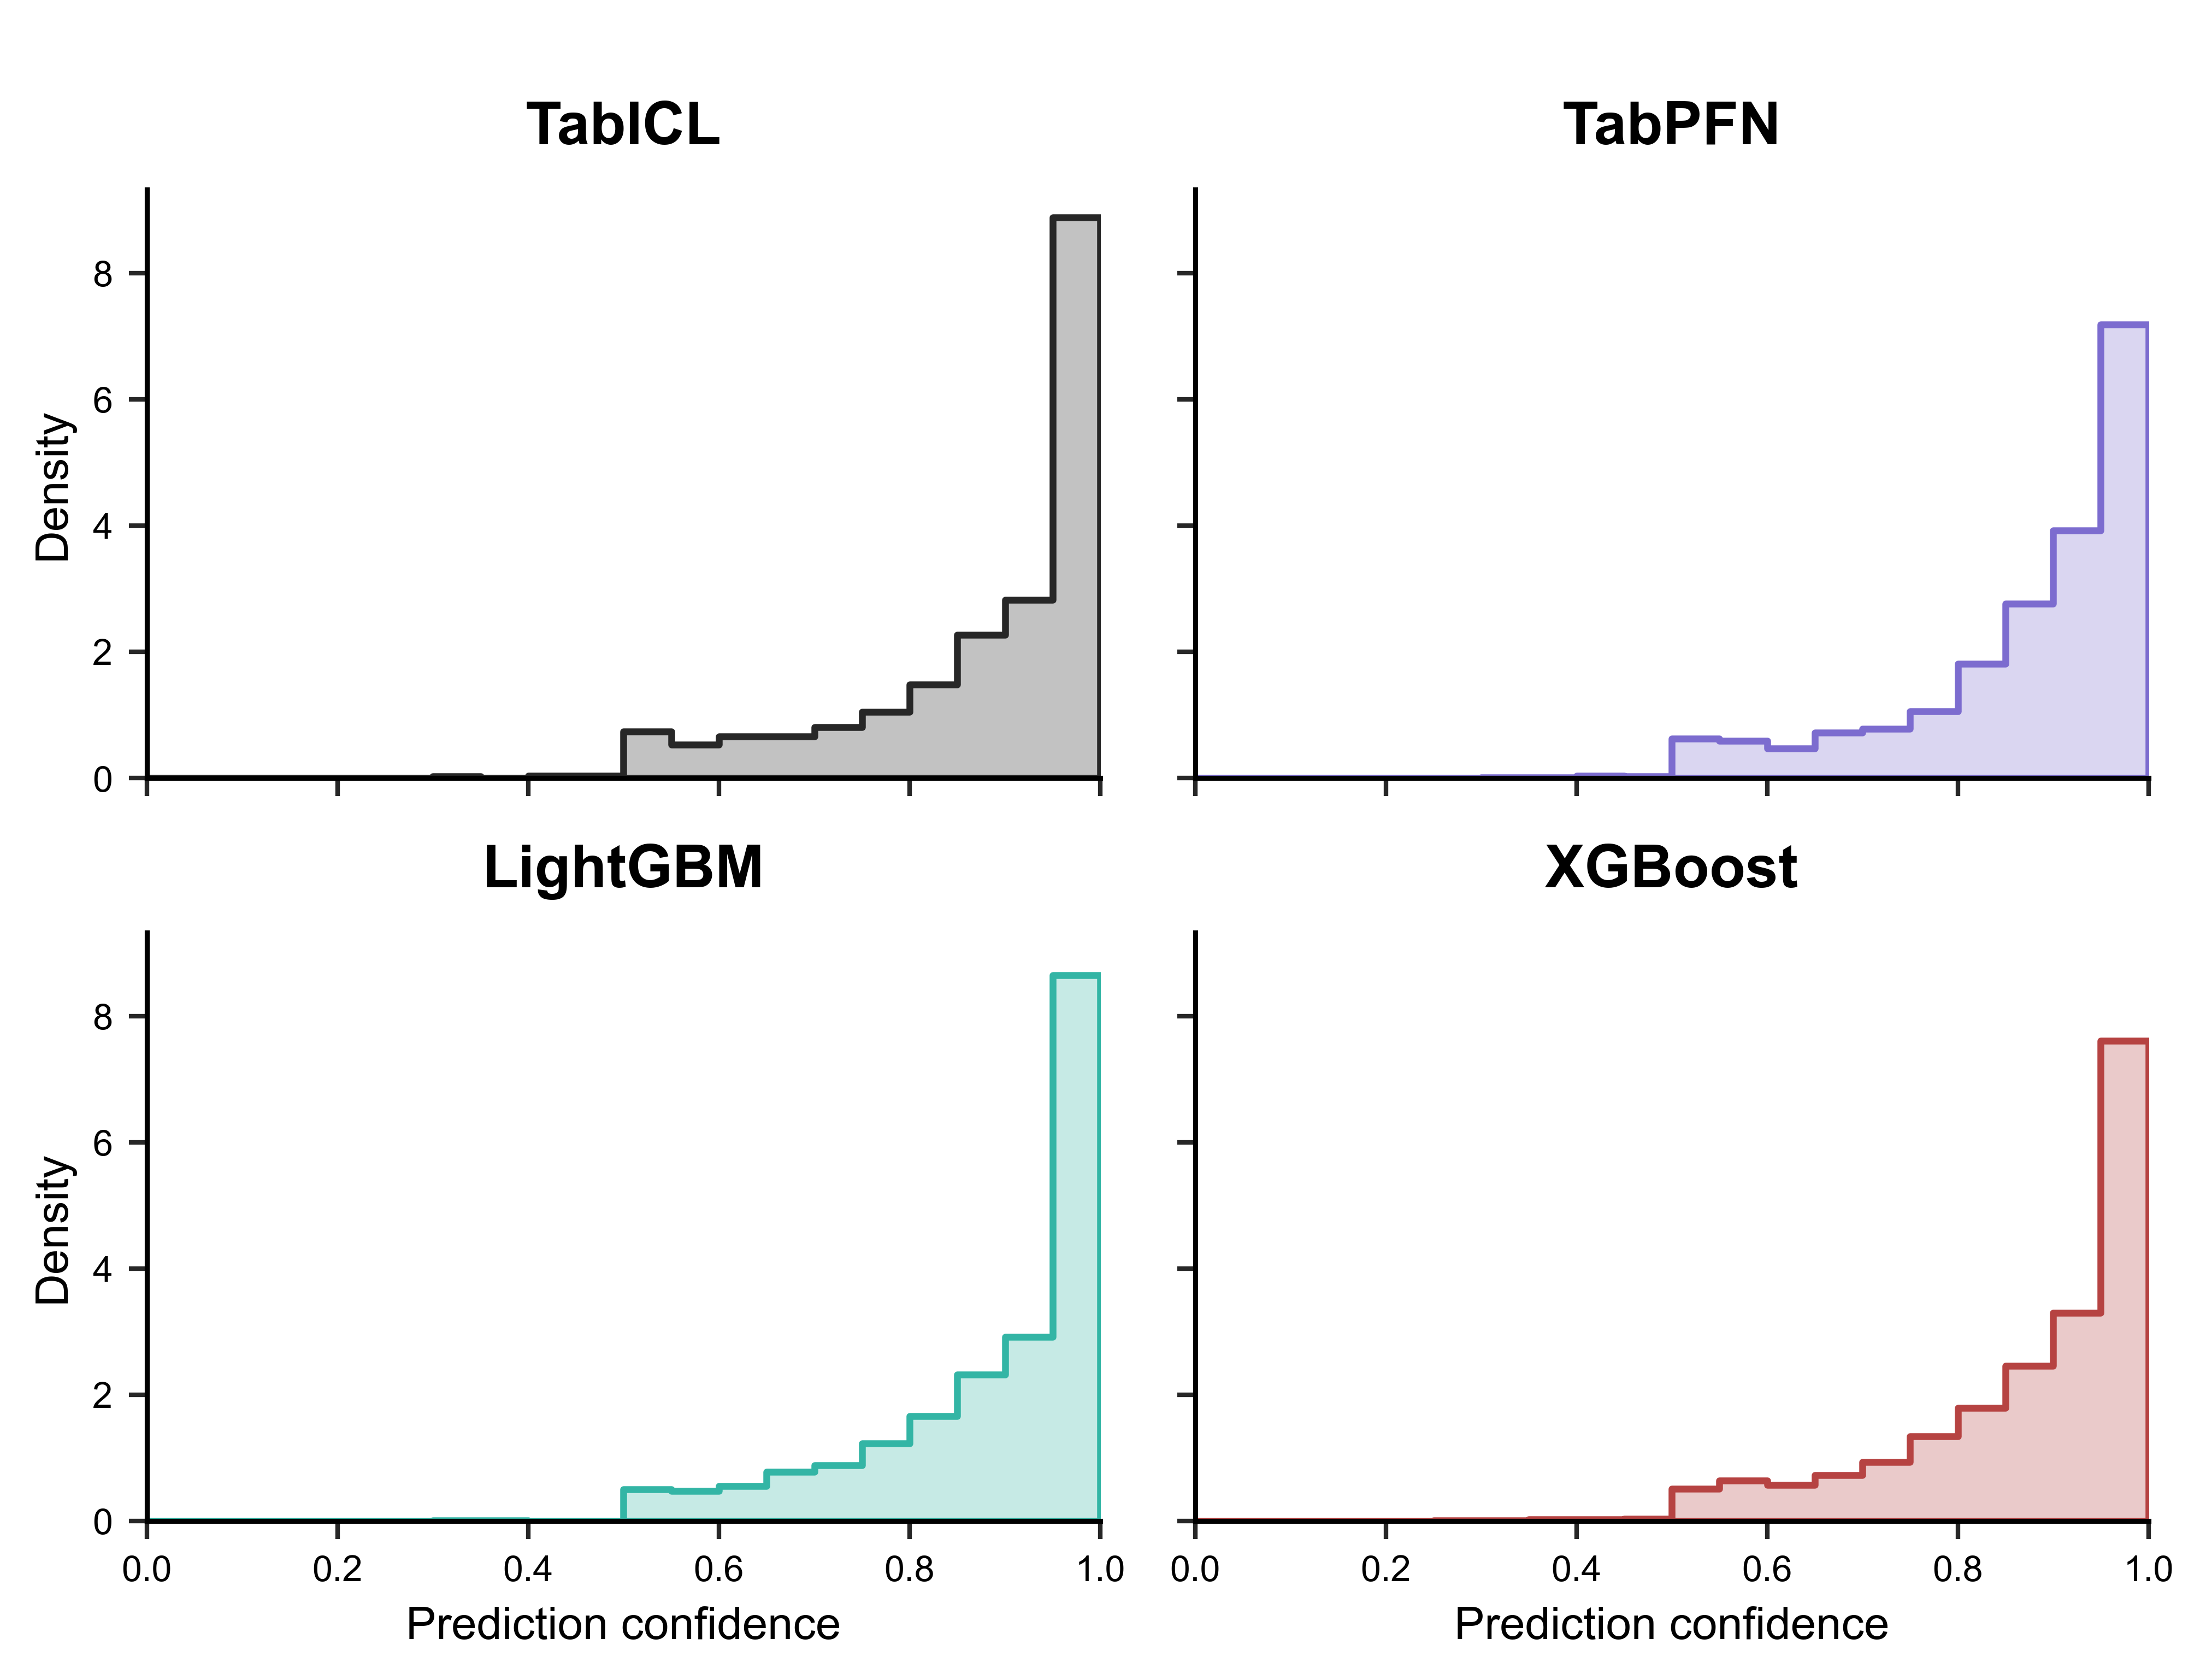 TabICL
TabPFN
Density
8
6
4
2
0
LightGBM
XGBoost
Density
8
6
4
2
0
0.0 0.2 0.4 0.6 0.8 1.0
0.0 0.2 0.4 0.6 0.8 1.0
Prediction confidence
Prediction confidence